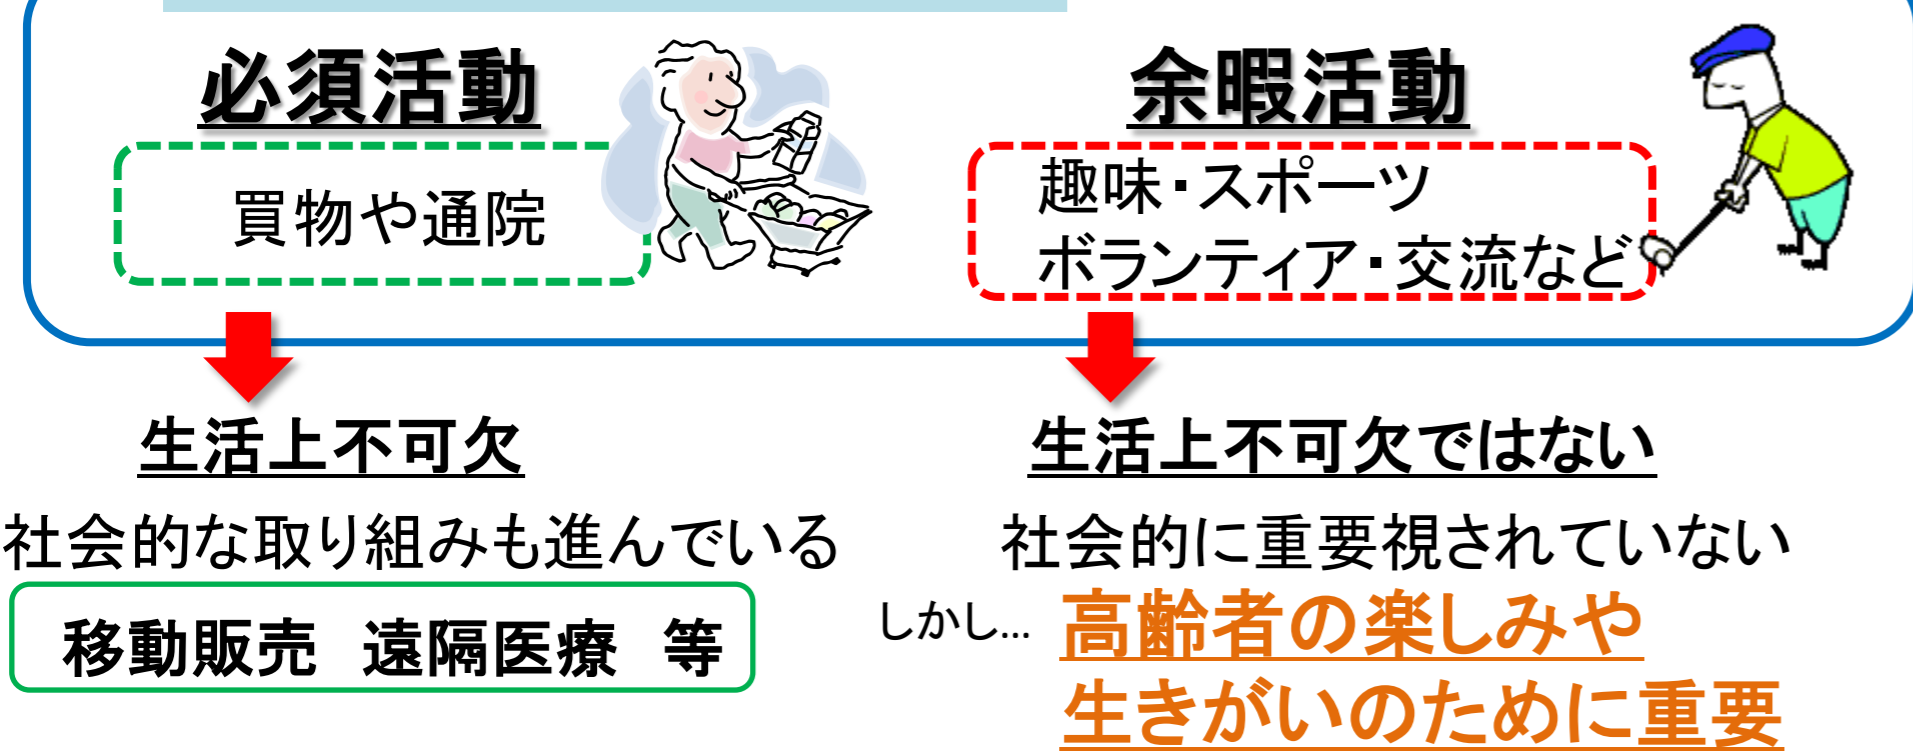 必須活動
買物や通院
余暇活動
趣味・スポーツ
ボランティア・交流など
生活上不可欠
社会的な取り組みも進んでいる
移動販売　遠隔医療　等
生活上不可欠ではない
社会的に重要視されていない
しかし…
高齢者の楽しみや
生きがいのために重要